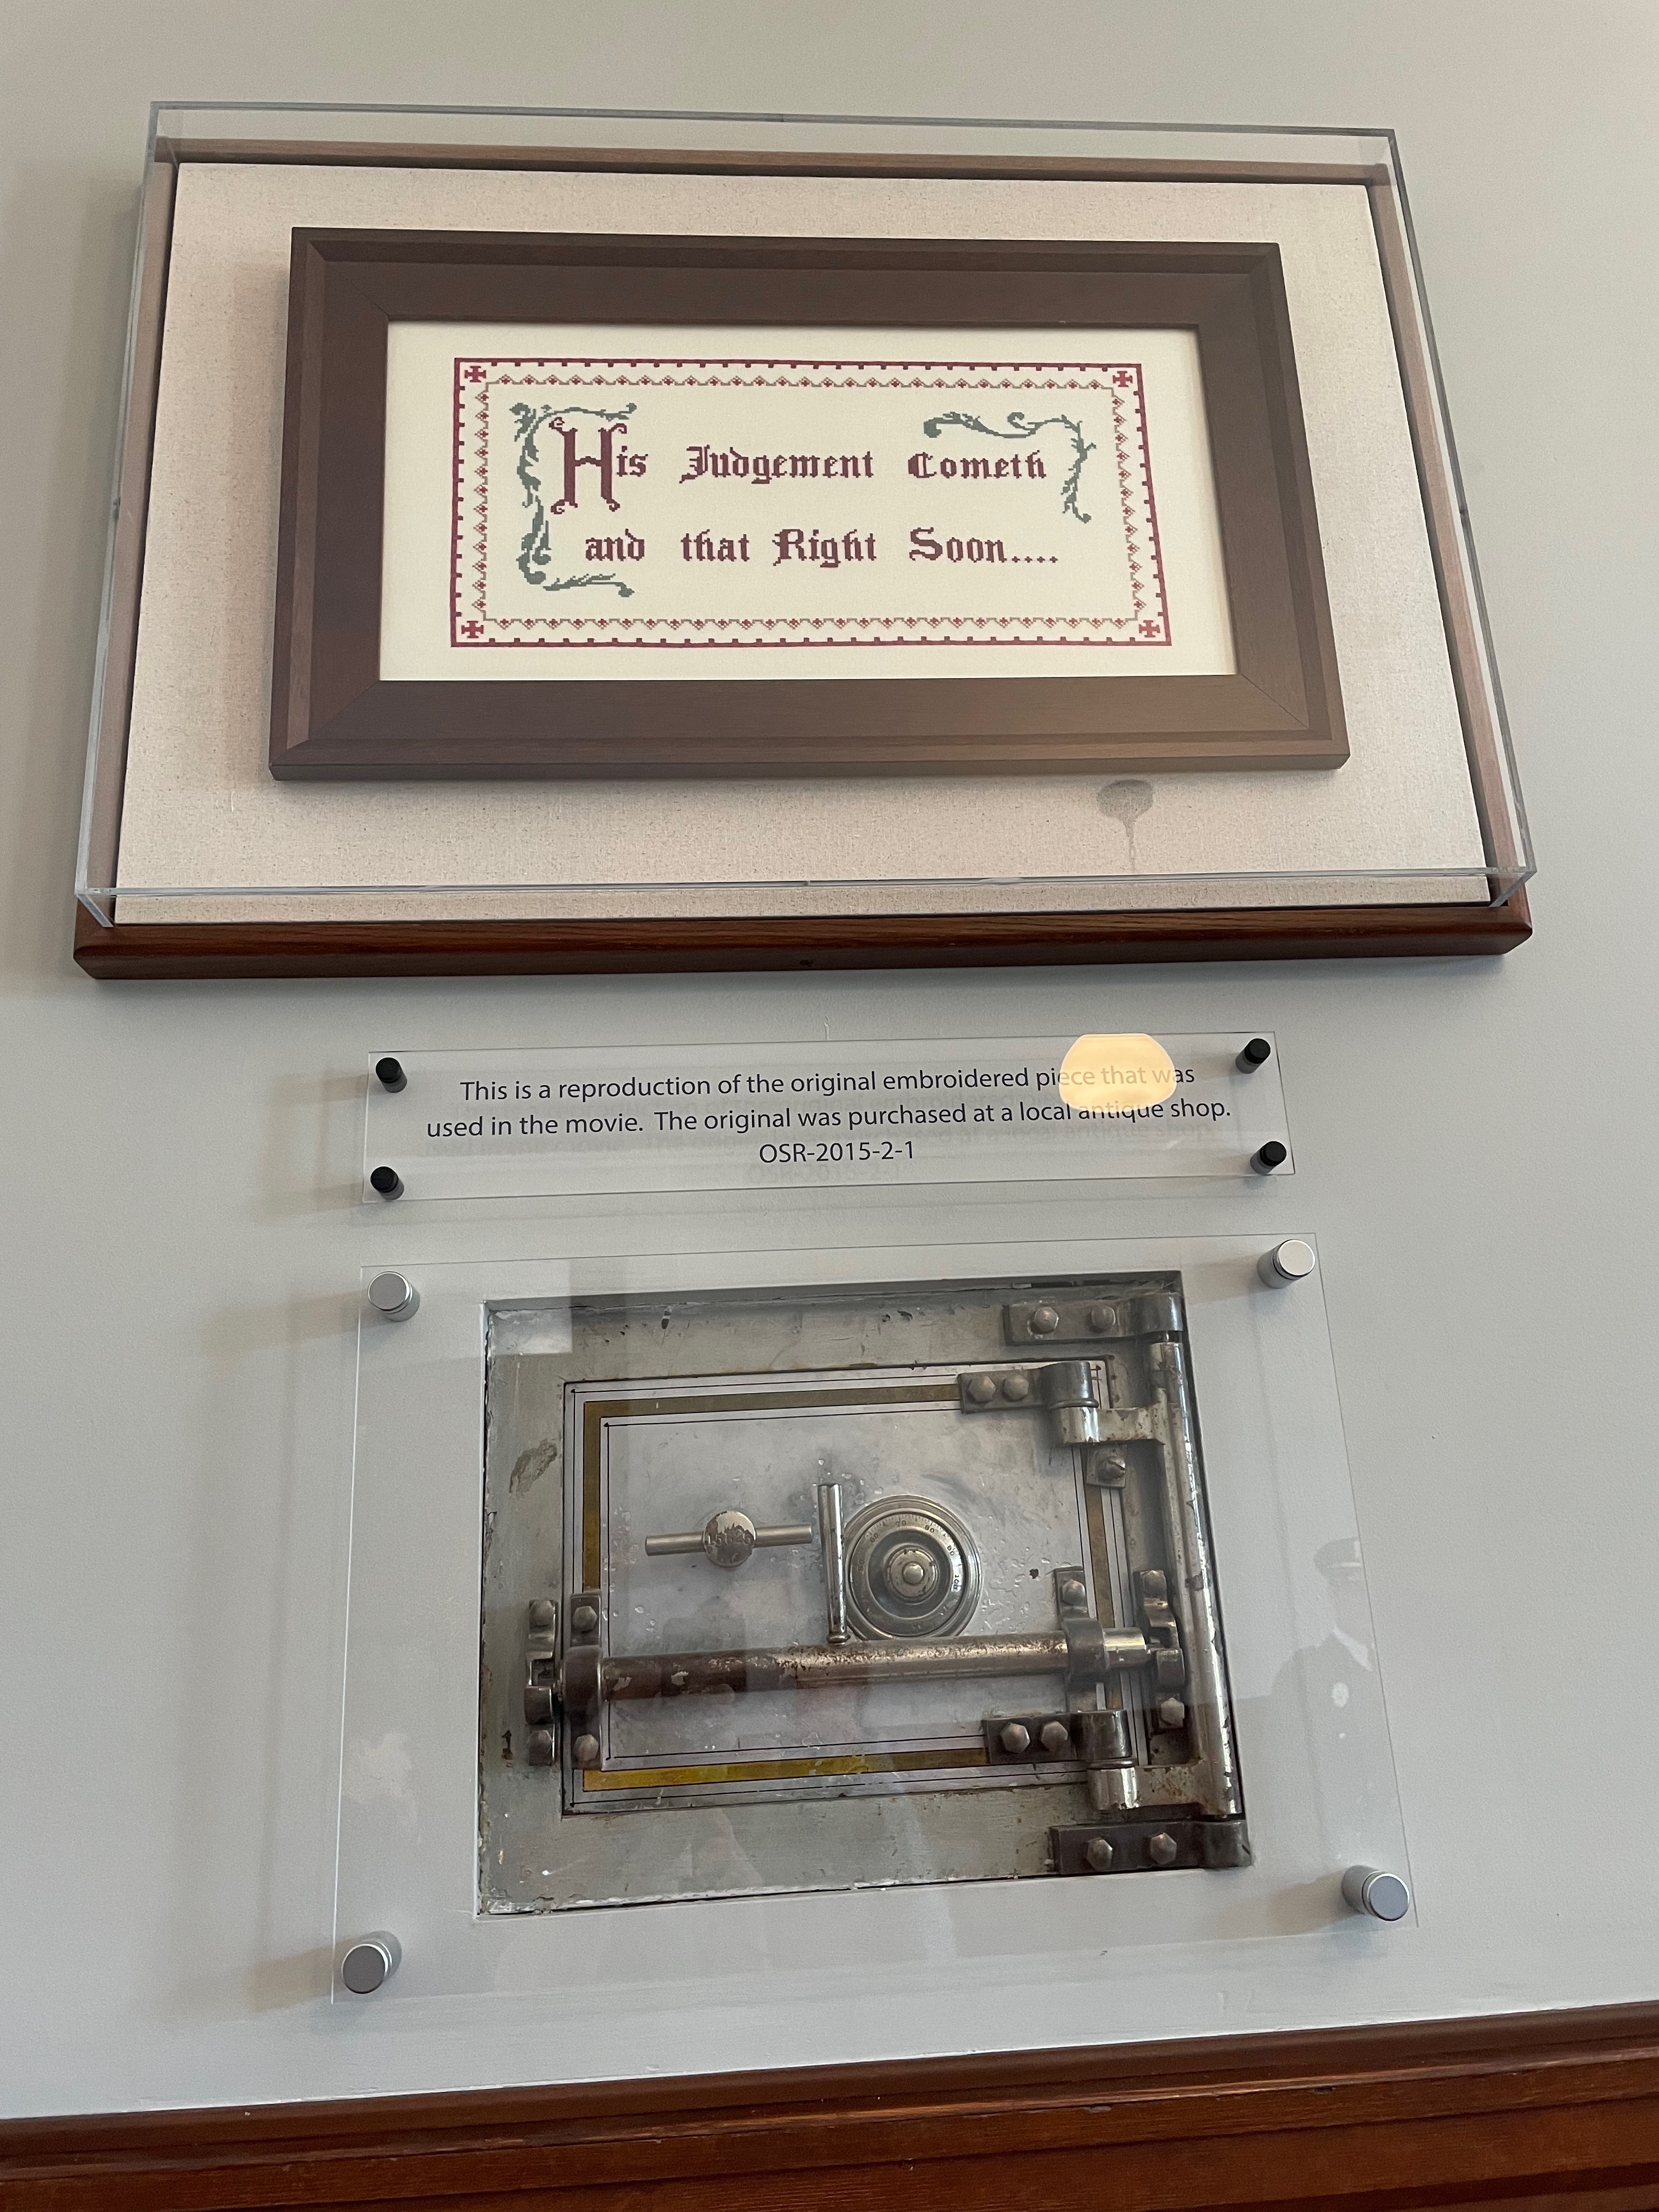 His Judgement Cometh
and that Right Soon....
This is a reproduction of the original embroidered piece that was
used in the movie. The original was purchased at a local antique shop.
OSR-2015-2-1